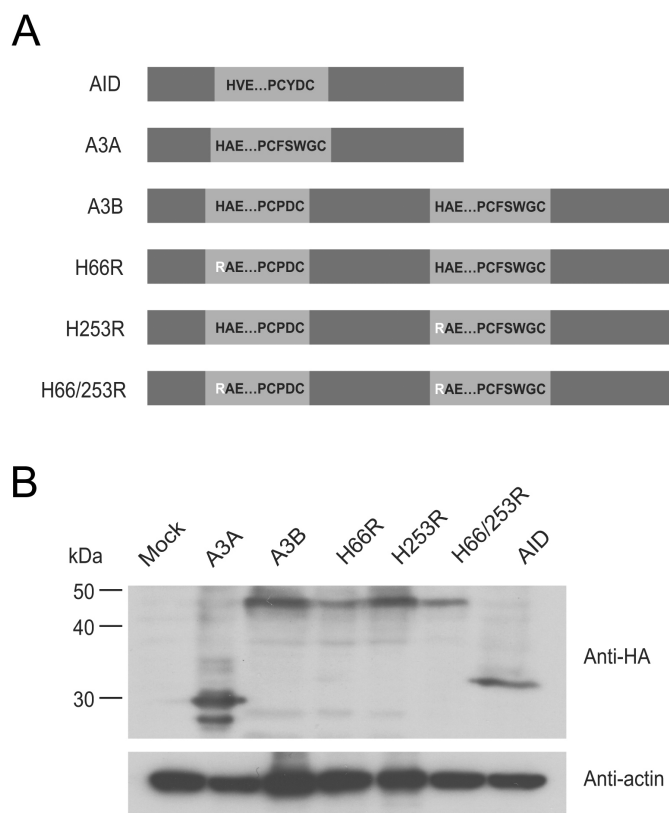 A
AID HVE...PCYDC
A3A HAE...PCFSWGC
A3B HAE...PCPDC HAE...PCFSWGC
H66R RAE...PCPDC HAE...PCFSWGC
H253R HAE...PCPDC RAE...PCFSWGC
H66/253R RAE...PCPDC RAE...PCFSWGC
B
kDa Mock A3A A3B H66R H253R H66/253R AID
50
40
Anti-HA
30
Anti-actin